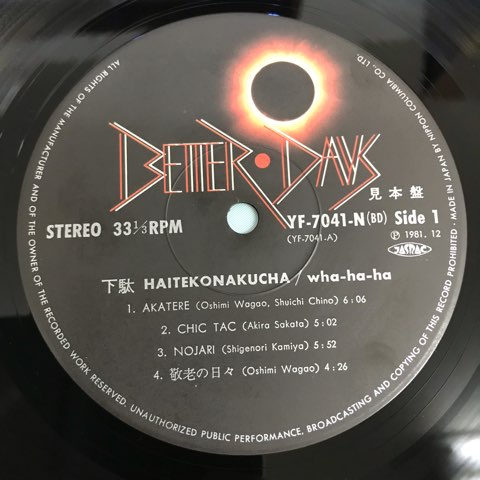 ALL RIGHTS OF THE MANUFACTURER AND OF THE OWNER OF THE RECORDED WORK RESERVED. UNAUTHORIZED PUBLIC PERFORMANCE, BROADCASTING AND COPYING OF THIS RECORD PROHIBITED · MADE IN JAPAN BY NIPPON COLUMBIA CO., LTD.
BETTER·DAYS
見本盤
STEREO 33 1/3 RPM
YF-7041-N(BD) Side 1
(YF-7041-A)
℗ 1981. 12
JASRAC
下駄 HAITEKONAKUCHA / wha-ha-ha
1. AKATERE (Oshimi Wagao, Shuichi Chino) 6:06
2. CHIC TAC (Akira Sakata) 5:02
3. NOJARI (Shigenori Kamiya) 5:52
4. 敬老の日々 (Oshimi Wagao) 4:26